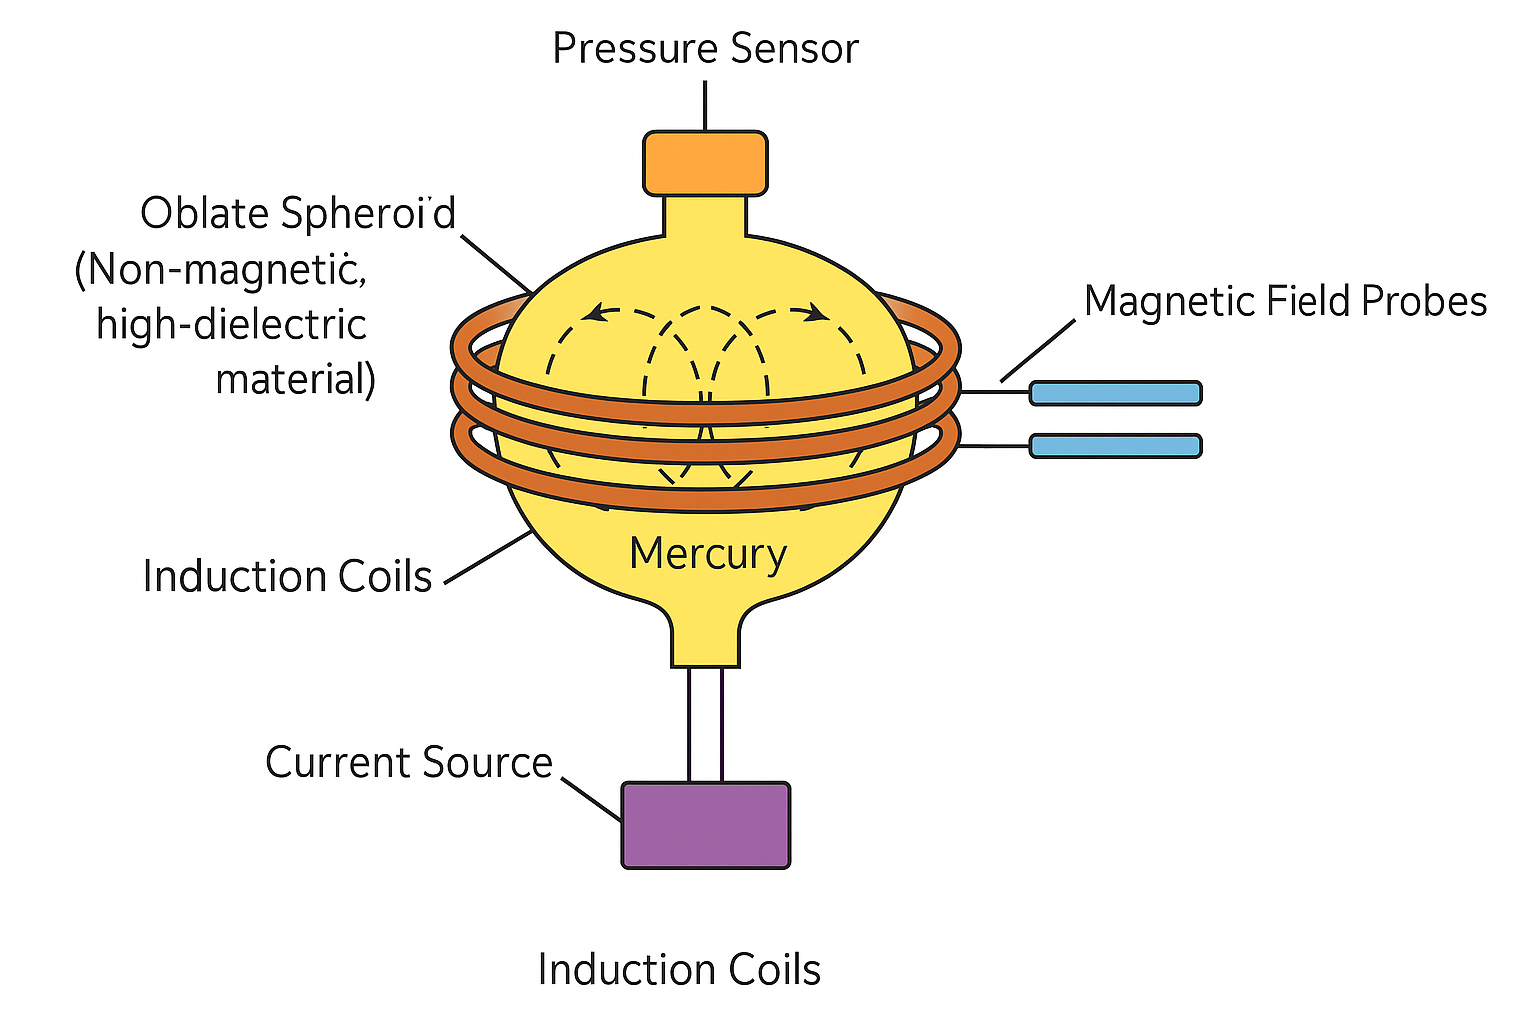 Pressure Sensor
Oblate Spheroid
(Non-magnetic,
high-dielectric
material)
Magnetic Field Probes
Mercury
Induction Coils
Current Source
Induction Coils